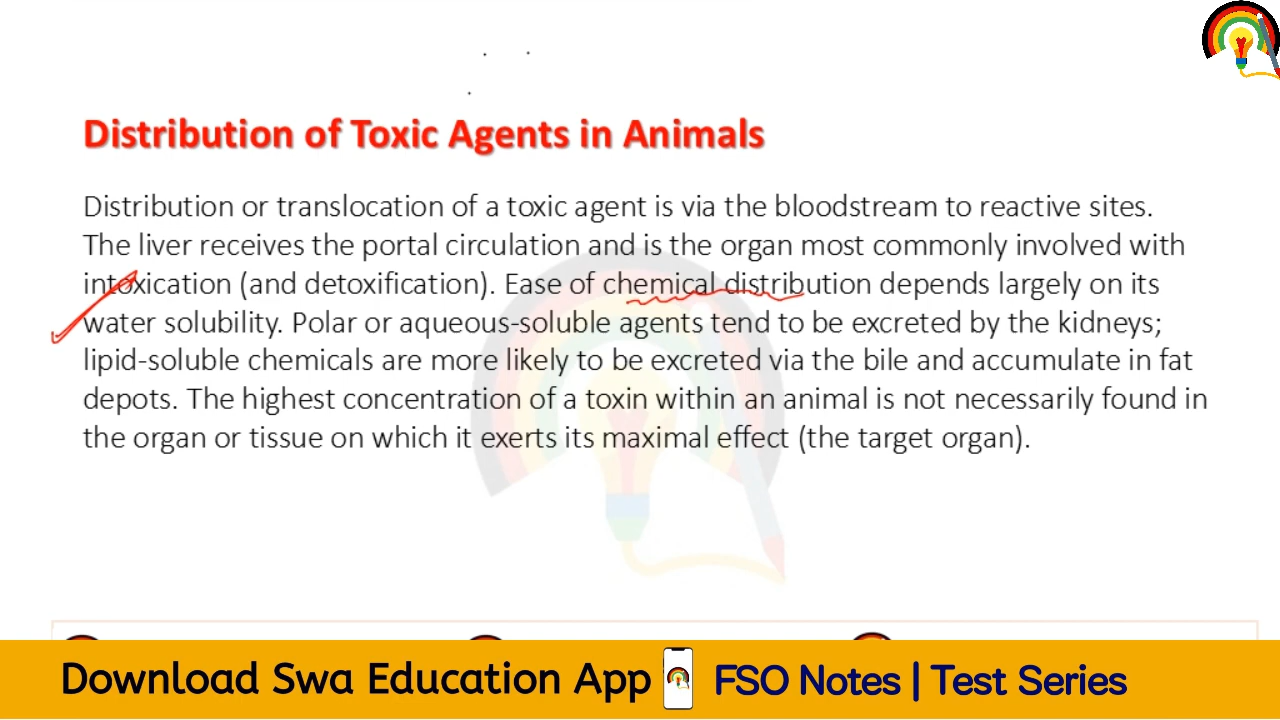 Distribution of Toxic Agents in Animals
Distribution or translocation of a toxic agent is via the bloodstream to reactive sites.
The liver receives the portal circulation and is the organ most commonly involved with
intoxication (and detoxification). Ease of chemical distribution depends largely on its
water solubility. Polar or aqueous-soluble agents tend to be excreted by the kidneys;
lipid-soluble chemicals are more likely to be excreted via the bile and accumulate in fat
depots. The highest concentration of a toxin within an animal is not necessarily found in
the organ or tissue on which it exerts its maximal effect (the target organ).
Download Swa Education App FSO Notes | Test Series